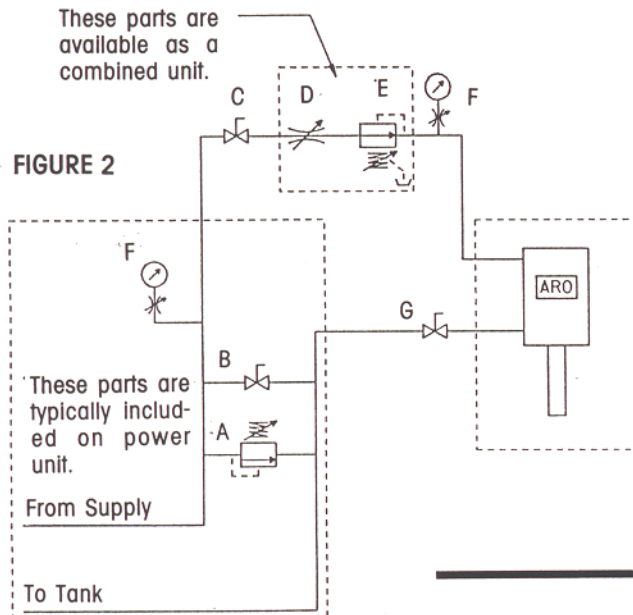 These parts are
available as a
combined unit.
C
D
E
F
FIGURE 2
F
ARO
G
B
These parts are
typically includ-
ed on power
unit.
A
From Supply
To Tank